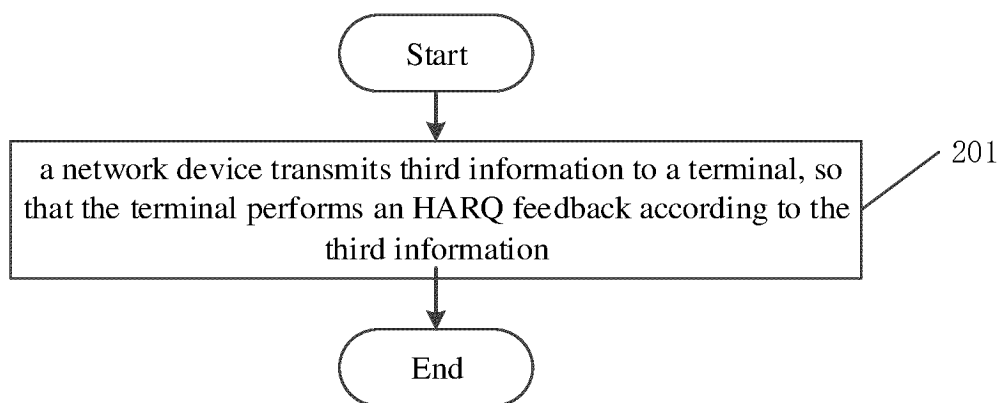 Start
a network device transmits third information to a terminal, so
that the terminal performs an HARQ feedback according to the
third information
201
End